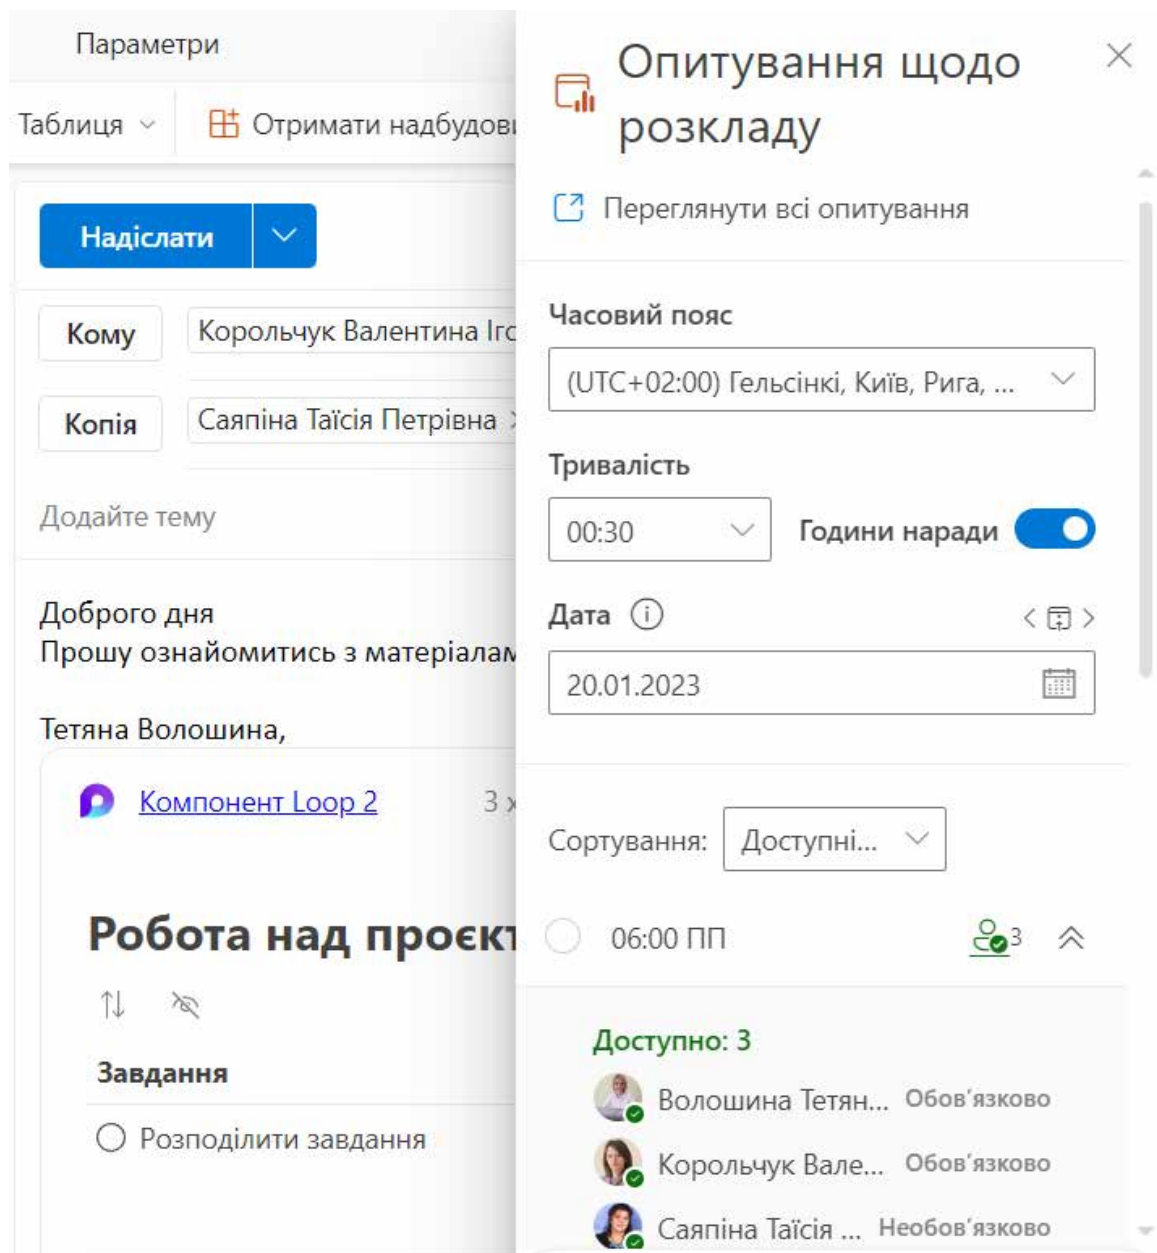 Параметри
Таблиця
Отримати надбудови
Надіслати
Кому
Корольчук Валентина Іго
Копія
Саяпіна Таїсія Петрівна
Додайте тему
Доброго дня
Прошу ознайомитись з матеріалам
Тетяна Волошина,
Компонент Loop 2
3 х
Робота над проєкт
Завдання
Розподілити завдання
Опитування щодо
розкладу
Переглянути всі опитування
Часовий пояс
(UTC+02:00) Гельсінкі, Київ, Рига, ...
Тривалість
00:30
Години наради
Дата
20.01.2023
Сортування:
Доступні...
06:00 ПП
3
Доступно: 3
Волошина Тетян... Обов'язково
Корольчук Вале... Обов'язково
Саяпіна Таїсія ... Необов'язково